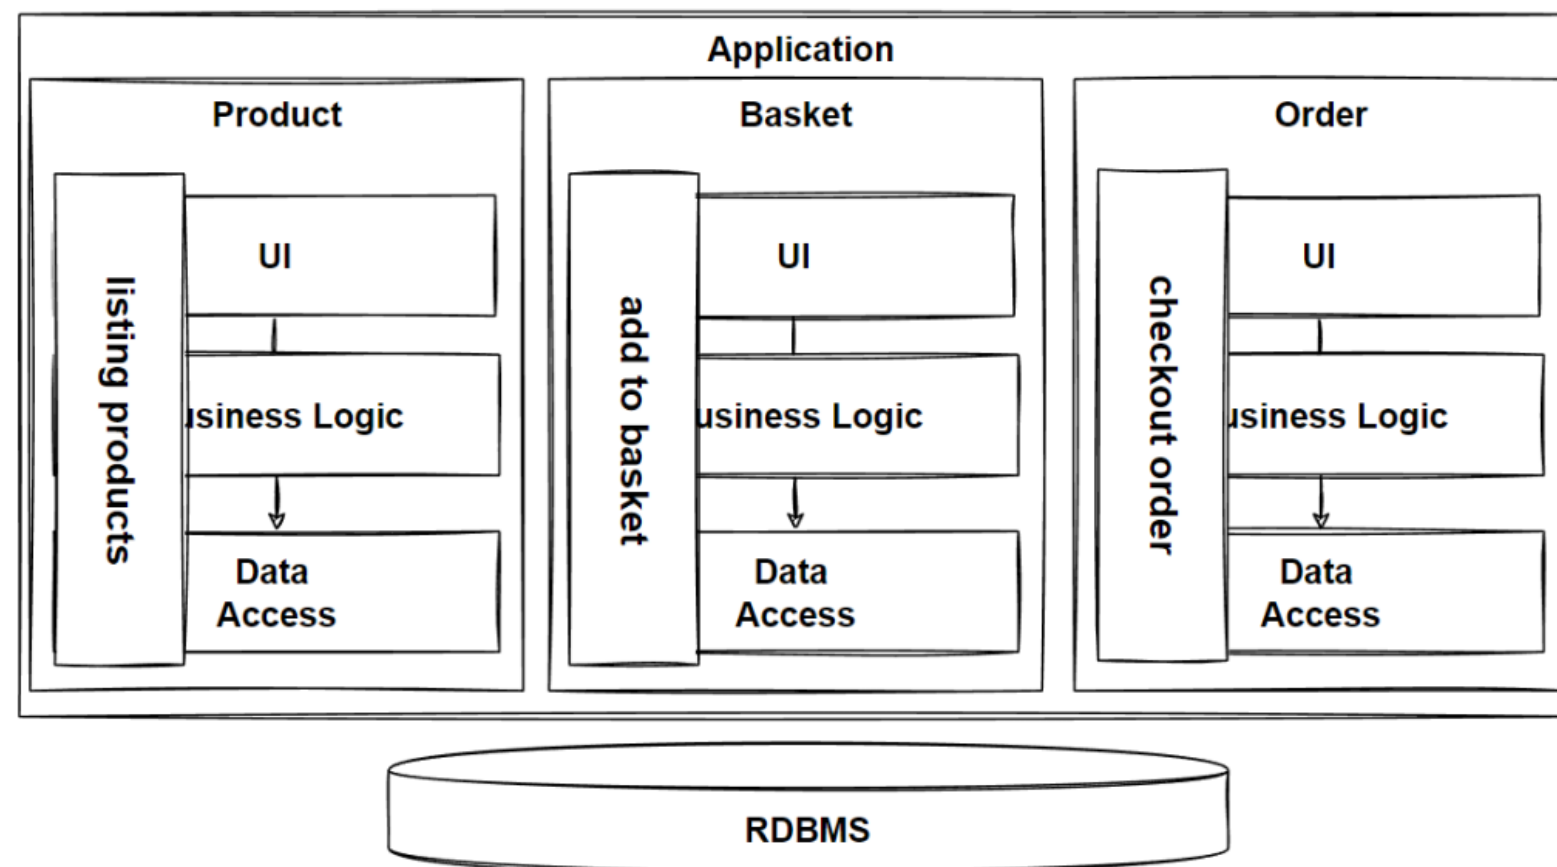 Application
Product
Basket
Order
listing products
UI
usiness Logic
Data
Access
add to basket
UI
usiness Logic
Data
Access
checkout order
UI
usiness Logic
Data
Access
RDBMS